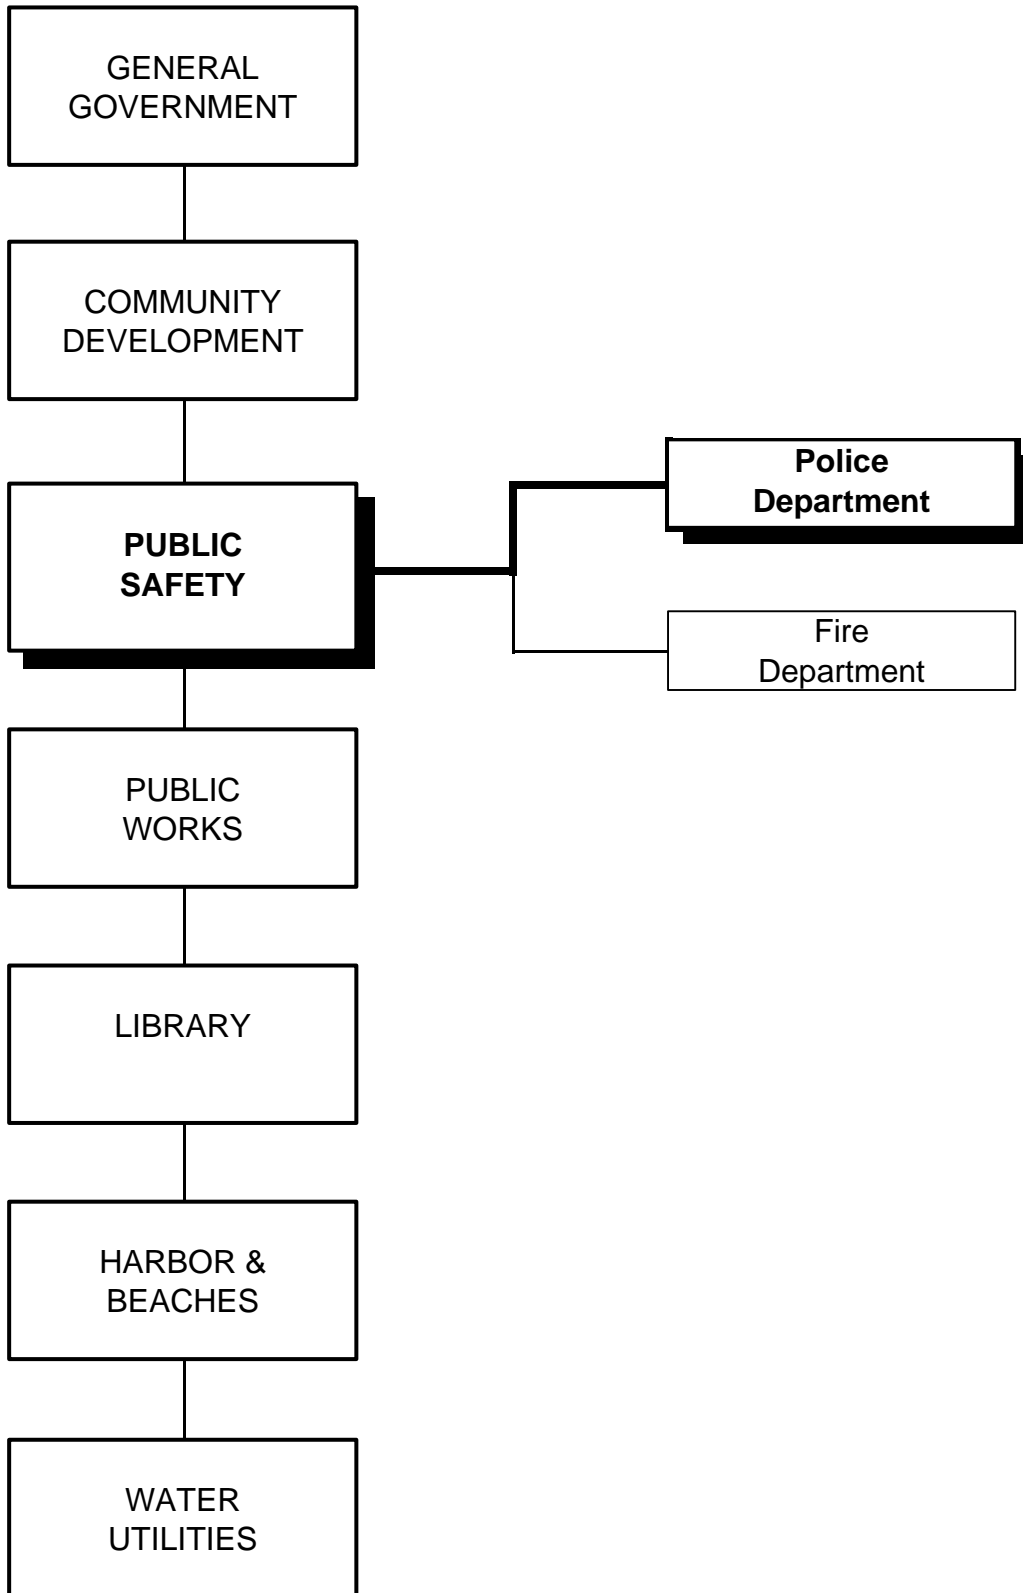 GENERAL
GOVERNMENT
COMMUNITY
DEVELOPMENT
PUBLIC
SAFETY
Police
Department
Fire
Department
PUBLIC
WORKS
LIBRARY
HARBOR &
BEACHES
WATER
UTILITIES